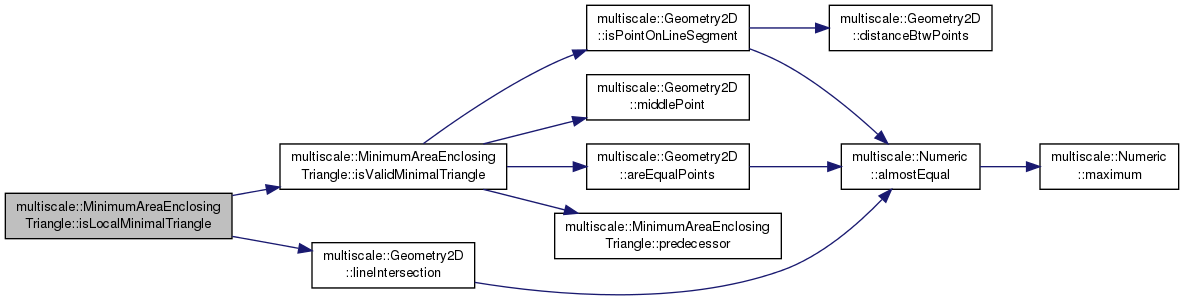 multiscale::MinimumAreaEnclosing
Triangle::isLocalMinimalTriangle
multiscale::MinimumAreaEnclosing
Triangle::isValidMinimalTriangle
multiscale::Geometry2D
::lineIntersection
multiscale::Geometry2D
::isPointOnLineSegment
multiscale::Geometry2D
::middlePoint
multiscale::Geometry2D
::areEqualPoints
multiscale::MinimumAreaEnclosing
Triangle::predecessor
multiscale::Geometry2D
::distanceBtwPoints
multiscale::Numeric
::almostEqual
multiscale::Numeric
::maximum